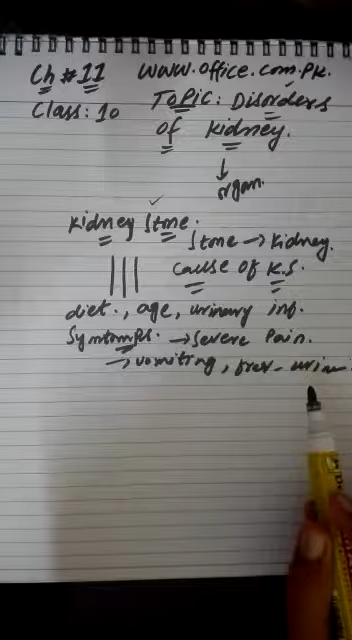 Ch # 11 www.office.com.PK.
Class: 10 Topic: Disorders
of kidney.
↓
organ.
kidney stone.
Stone → kidney.
cause of K.S.
diet., age, urinary inf.
Symtomps. → Severe Pain.
→ vomiting,